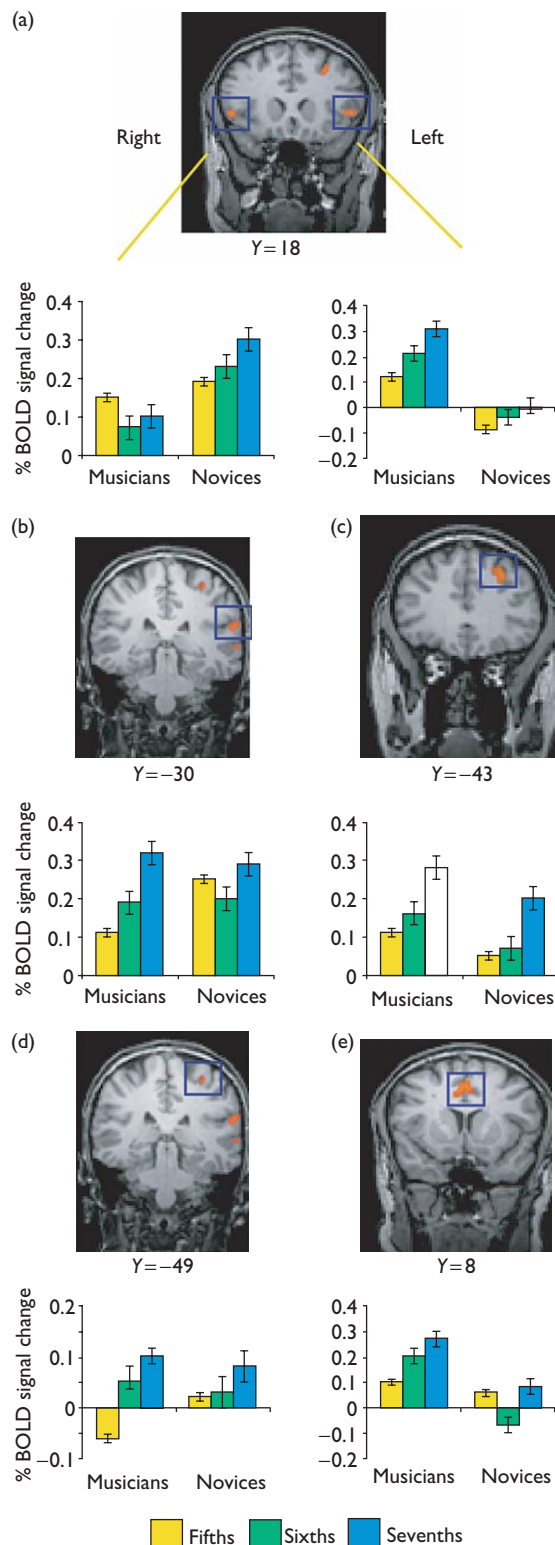 (a)
Right
Left
Y=18
% BOLD signal change
0.4
0.3
0.2
0.1
0
Musicians
Novices
0.4
0.3
0.2
0.1
0
−0.1
−0.2
Musicians
Novices
(b)
(c)
Y=−30
Y=−43
% BOLD signal change
0.4
0.3
0.2
0.1
0
Musicians
Novices
0.4
0.3
0.2
0.1
0
Musicians
Novices
(d)
(e)
Y=−49
Y=8
% BOLD signal change
0.2
0.1
0
−0.1
Musicians
Novices
0.4
0.3
0.2
0.1
0
−0.1
−0.2
Musicians
Novices
Fifths
Sixths
Sevenths